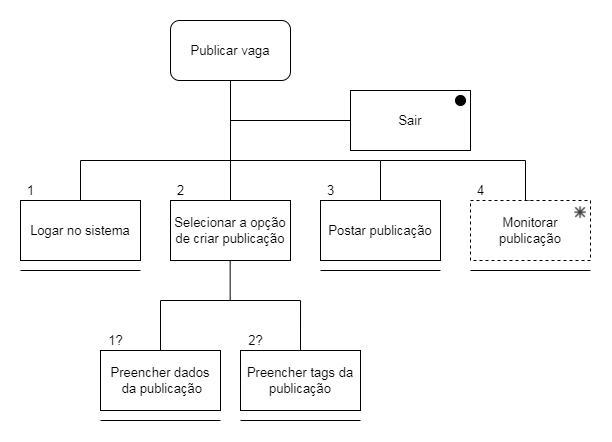 Publicar vaga
Sair
1
2
3
4
Logar no sistema
Selecionar a opção
de criar publicação
Postar publicação
Monitorar
publicação
1?
2?
Preencher dados
da publicação
Preencher tags da
publicação